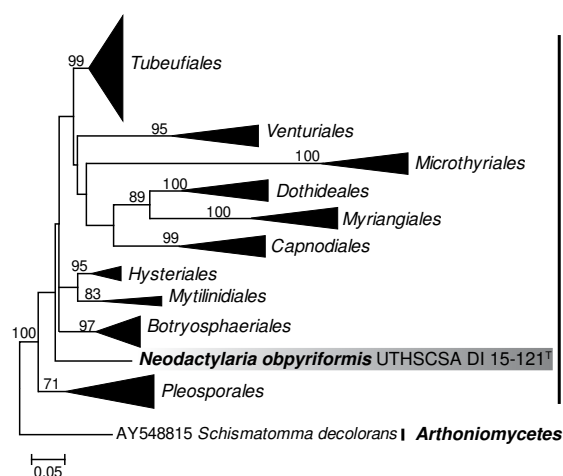 99
Tubeufiales
95
Venturiales
100
Microthyriales
100
Dothideales
89
100
Myriangiales
99
Capnodiales
95
Hysteriales
83
Mytilinidiales
97
Botryosphaeriales
100
Neodactylaria obpyriformis UTHSCSA DI 15-121ᵀ
71
Pleosporales
AY548815 Schismatomma decolorans Arthoniomycetes
0.05